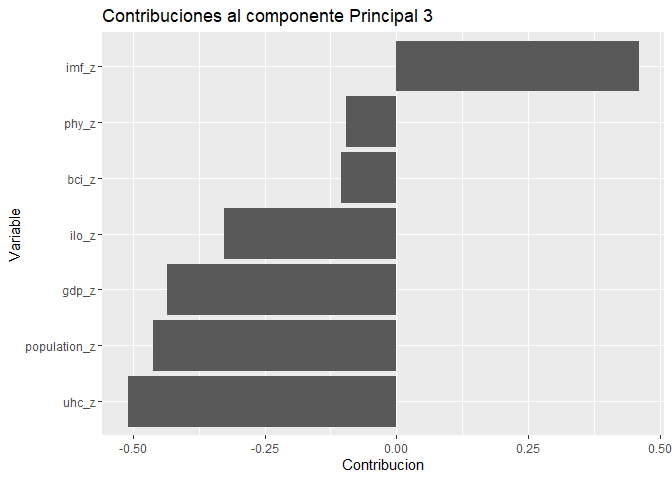 Contribuciones al componente Principal 3
imf_z
phy_z
bci_z
ilo_z
gdp_z
population_z
uhc_z
Variable
-0.50
-0.25
0.00
0.25
0.50
Contribucion